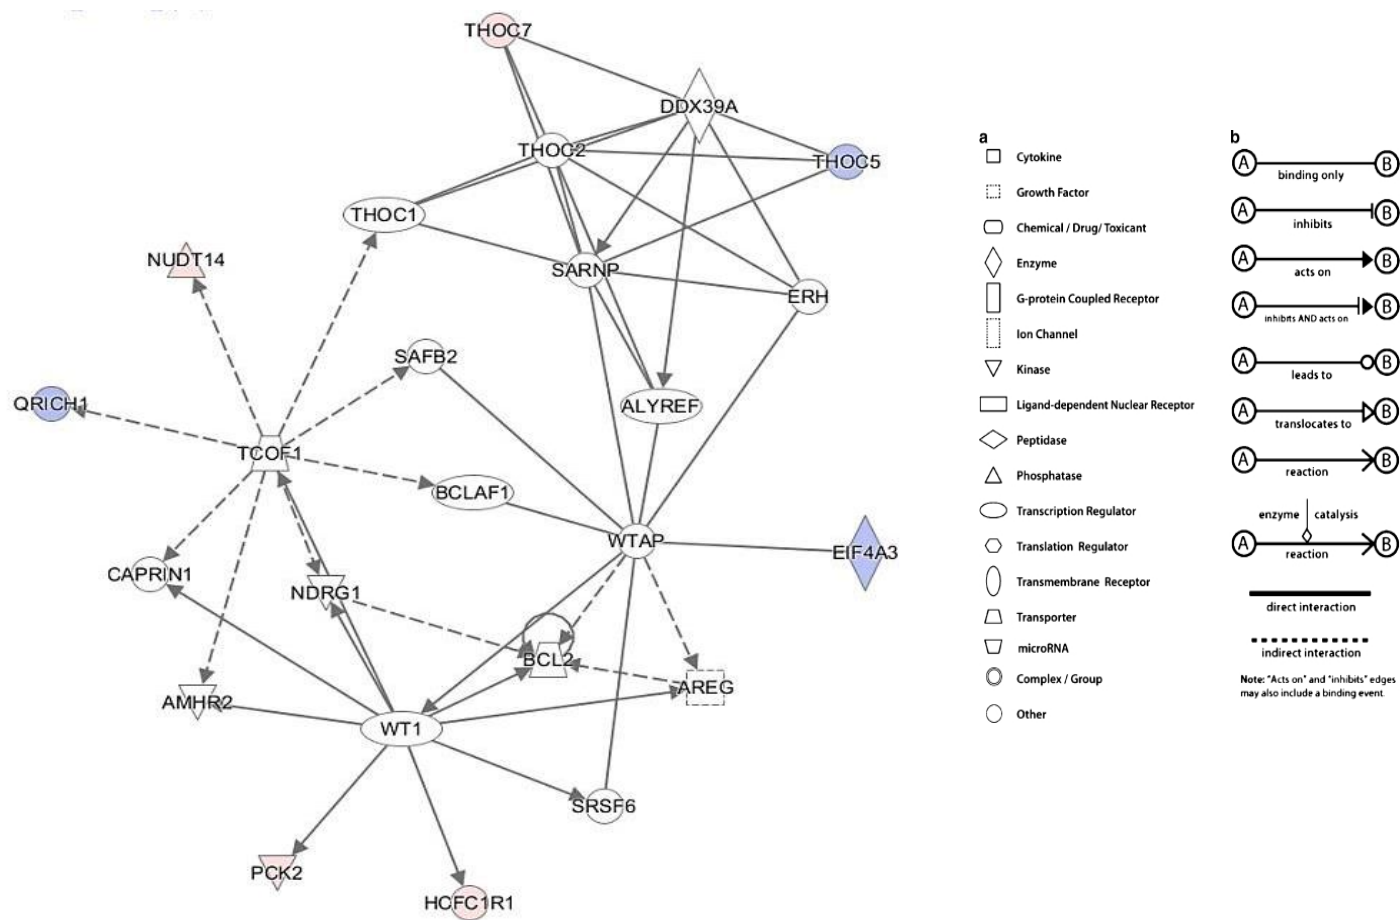 THOC7
DDX39A
THOC2
THOC5
THOC1
NUDT14
SARNP
ERH
SAFB2
QRICH1
ALYREF
TCOF1
BCLAF1
WTAP
EIF4A3
CAPRIN1
NDRG1
BCL2
AREG
AMHR2
WT1
SRSF6
PCK2
HCFC1R1
a
Cytokine
Growth Factor
Chemical / Drug/ Toxicant
Enzyme
G-protein Coupled Receptor
Ion Channel
Kinase
Ligand-dependent Nuclear Receptor
Peptidase
Phosphatase
Transcription Regulator
Translation Regulator
Transmembrane Receptor
Transporter
microRNA
Complex / Group
Other
b
A B
binding only
A B
inhibits
A B
acts on
A B
inhibits AND acts on
A B
leads to
A B
translocates to
A B
reaction
enzyme catalysis
A B
reaction
direct interaction
indirect interaction
Note: "Acts on" and "inhibits" edges
may also include a binding event.